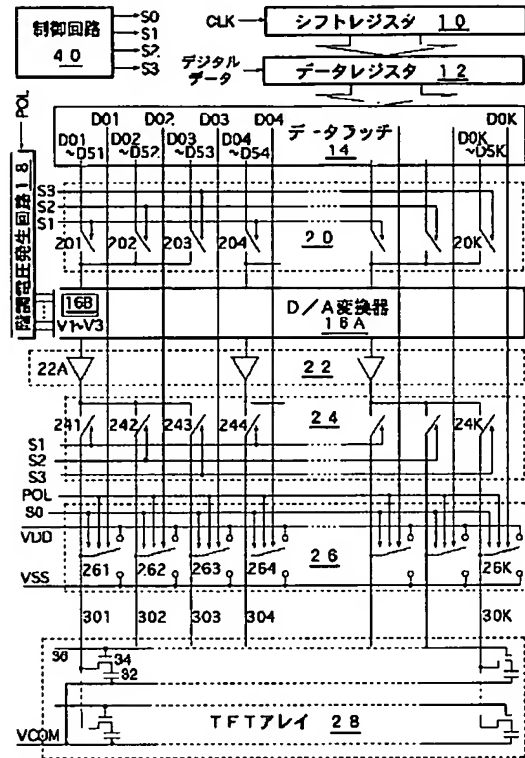 制御回路
40
S0
S1
S2
S3
CLK
シフトレジスタ 10
デジタルデータ
データレジスタ 12
POL
階調電圧発生回路 18
D01 D02 D03 D04 D0K
D01~D51 D02~D52 D03~D53 D04~D54 データラッチ 14 D0K~D5K
S3
S2
S1
201 202 203 204 20 20K
16B
V1~V3
D/A変換器
16A
22A 22
241 242 243 244 24 24K
S1
S2
S3
POL
S0
VDD
261 262 263 264 26 26K
VSS
301 302 303 304 30K
36 34
32
TFTアレイ 28
VCOM